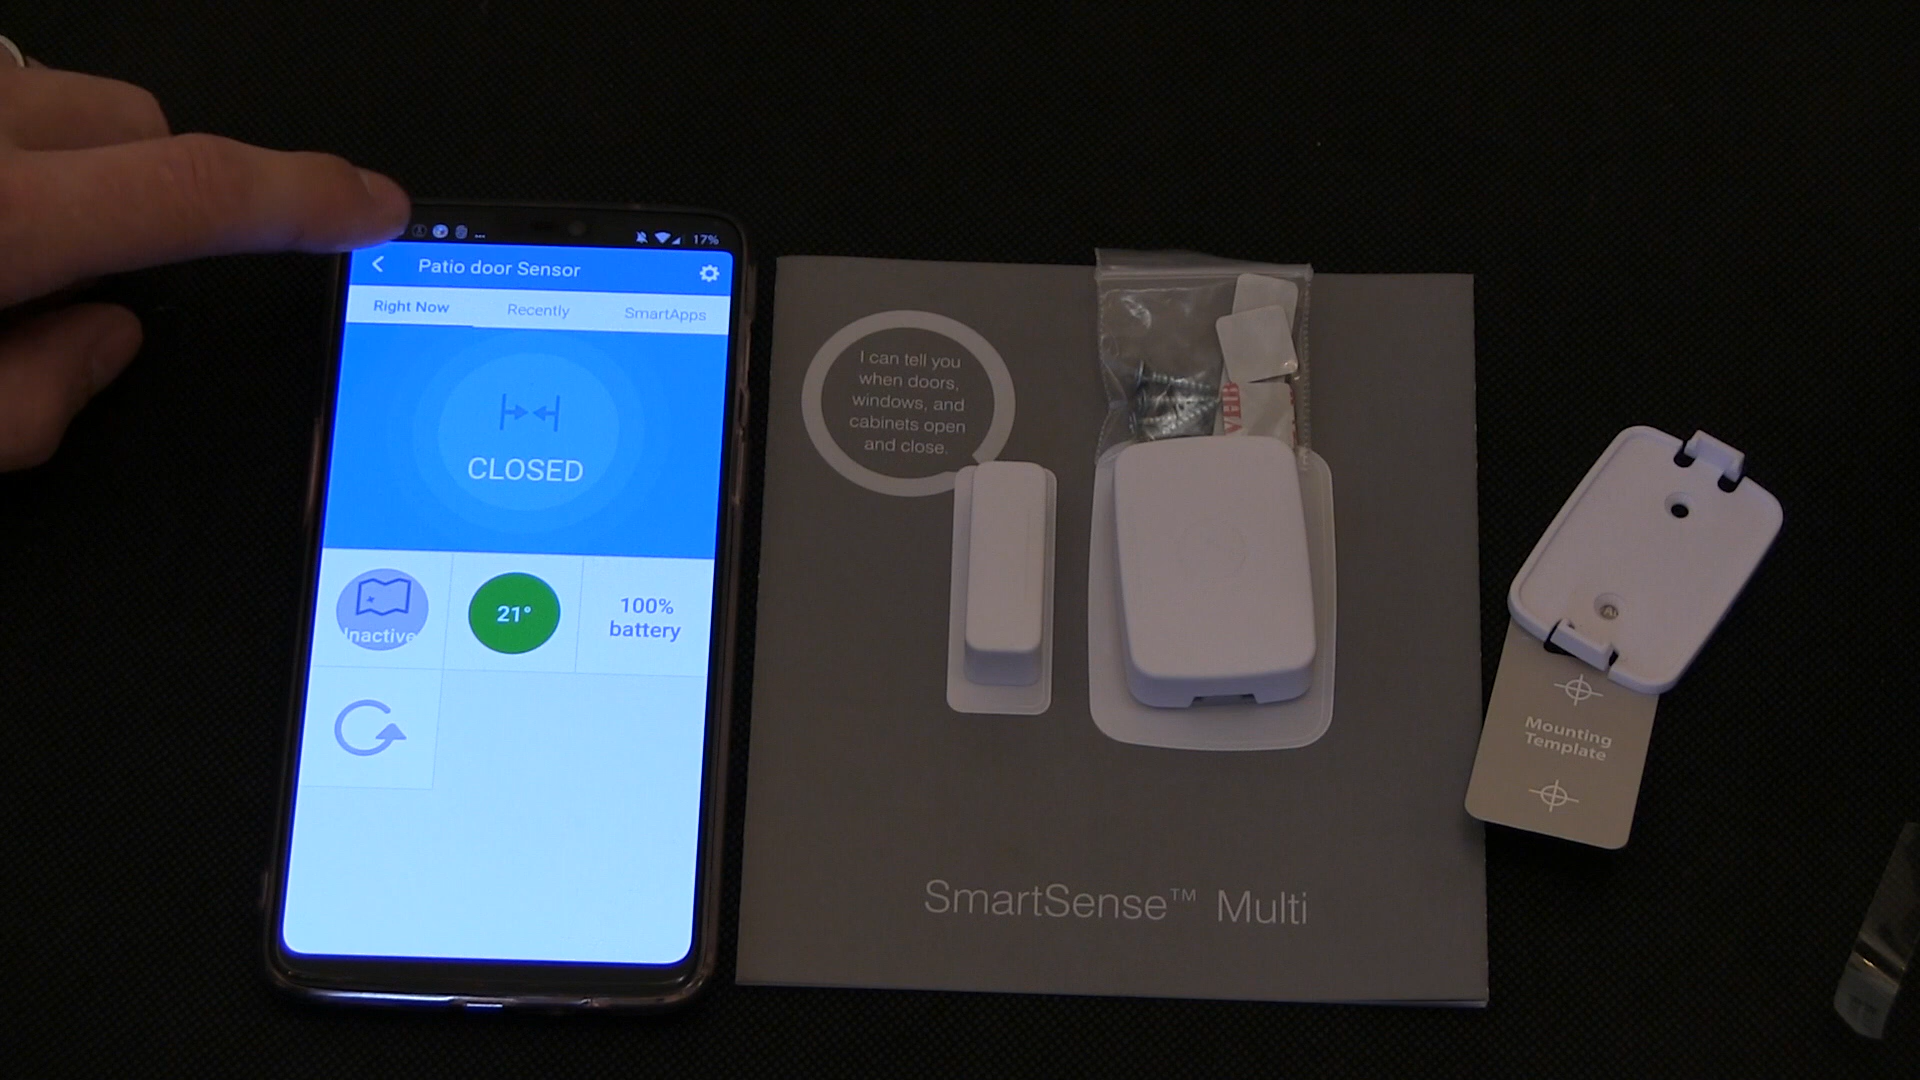 17%
Patio door Sensor
Right Now Recently SmartApps
CLOSED
Inactive
21°
100%
battery
I can tell you
when doors,
windows, and
cabinets open
and close.
VHB
SmartSense™ Multi
Mounting
Template